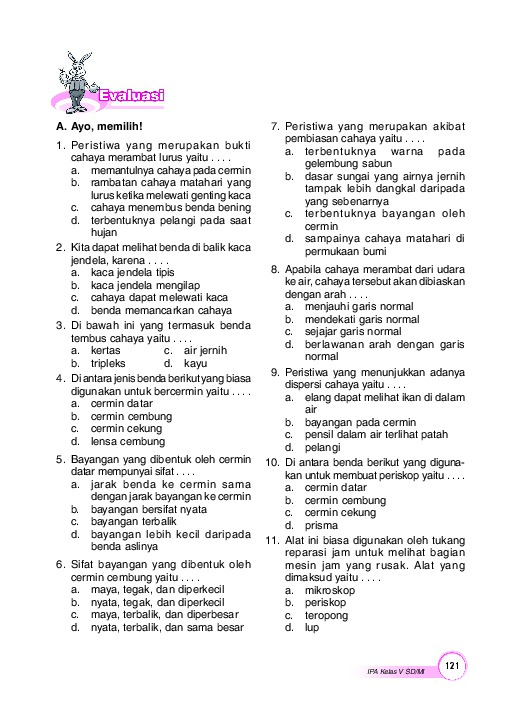 Evaluasi
A. Ayo, memilih!
1. Peristiwa yang merupakan bukti
cahaya merambat lurus yaitu . . . .
a. memantulnya cahaya pada cermin
b. rambatan cahaya matahari yang
lurus ketika melewati genting kaca
c. cahaya menembus benda bening
d. terbentuknya pelangi pada saat
hujan
2. Kita dapat melihat benda di balik kaca
jendela, karena . . . .
a. kaca jendela tipis
b. kaca jendela mengilap
c. cahaya dapat melewati kaca
d. benda memancarkan cahaya
3. Di bawah ini yang termasuk benda
tembus cahaya yaitu . . . .
a. kertas c. air jernih
b. tripleks d. kayu
4. Di antara jenis benda berikut yang biasa
digunakan untuk bercermin yaitu . . . .
a. cermin datar
b. cermin cembung
c. cermin cekung
d. lensa cembung
5. Bayangan yang dibentuk oleh cermin
datar mempunyai sifat . . . .
a. jarak benda ke cermin sama
dengan jarak bayangan ke cermin
b. bayangan bersifat nyata
c. bayangan terbalik
d. bayangan lebih kecil daripada
benda aslinya
6. Sifat bayangan yang dibentuk oleh
cermin cembung yaitu . . . .
a. maya, tegak, dan diperkecil
b. nyata, tegak, dan diperkecil
c. maya, terbalik, dan diperbesar
d. nyata, terbalik, dan sama besar
7. Peristiwa yang merupakan akibat
pembiasan cahaya yaitu . . . .
a. terbentuknya warna pada
gelembung sabun
b. dasar sungai yang airnya jernih
tampak lebih dangkal daripada
yang sebenarnya
c. terbentuknya bayangan oleh
cermin
d. sampainya cahaya matahari di
permukaan bumi
8. Apabila cahaya merambat dari udara
ke air, cahaya tersebut akan dibiaskan
dengan arah . . . .
a. menjauhi garis normal
b. mendekati garis normal
c. sejajar garis normal
d. berlawanan arah dengan garis
normal
9. Peristiwa yang menunjukkan adanya
dispersi cahaya yaitu . . . .
a. elang dapat melihat ikan di dalam
air
b. bayangan pada cermin
c. pensil dalam air terlihat patah
d. pelangi
10. Di antara benda berikut yang diguna-
kan untuk membuat periskop yaitu . . . .
a. cermin datar
b. cermin cembung
c. cermin cekung
d. prisma
11. Alat ini biasa digunakan oleh tukang
reparasi jam untuk melihat bagian
mesin jam yang rusak. Alat yang
dimaksud yaitu . . . .
a. mikroskop
b. periskop
c. teropong
d. lup
IPA Kelas V SD/MI
121